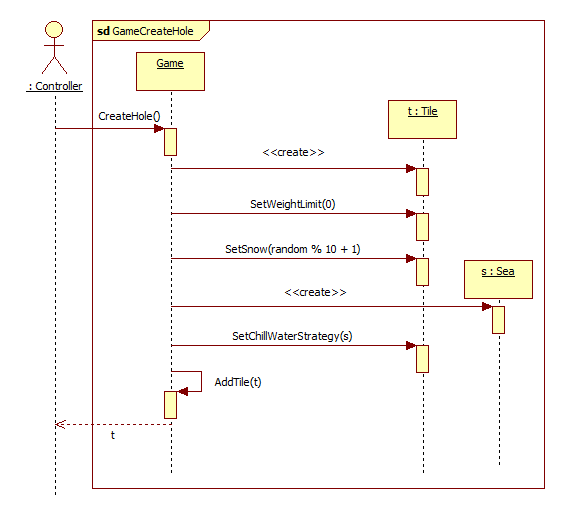 sd GameCreateHole
Game
: Controller
t : Tile
CreateHole()
<<create>>
SetWeightLimit(0)
SetSnow(random % 10 + 1)
s : Sea
<<create>>
SetChillWaterStrategy(s)
AddTile(t)
t